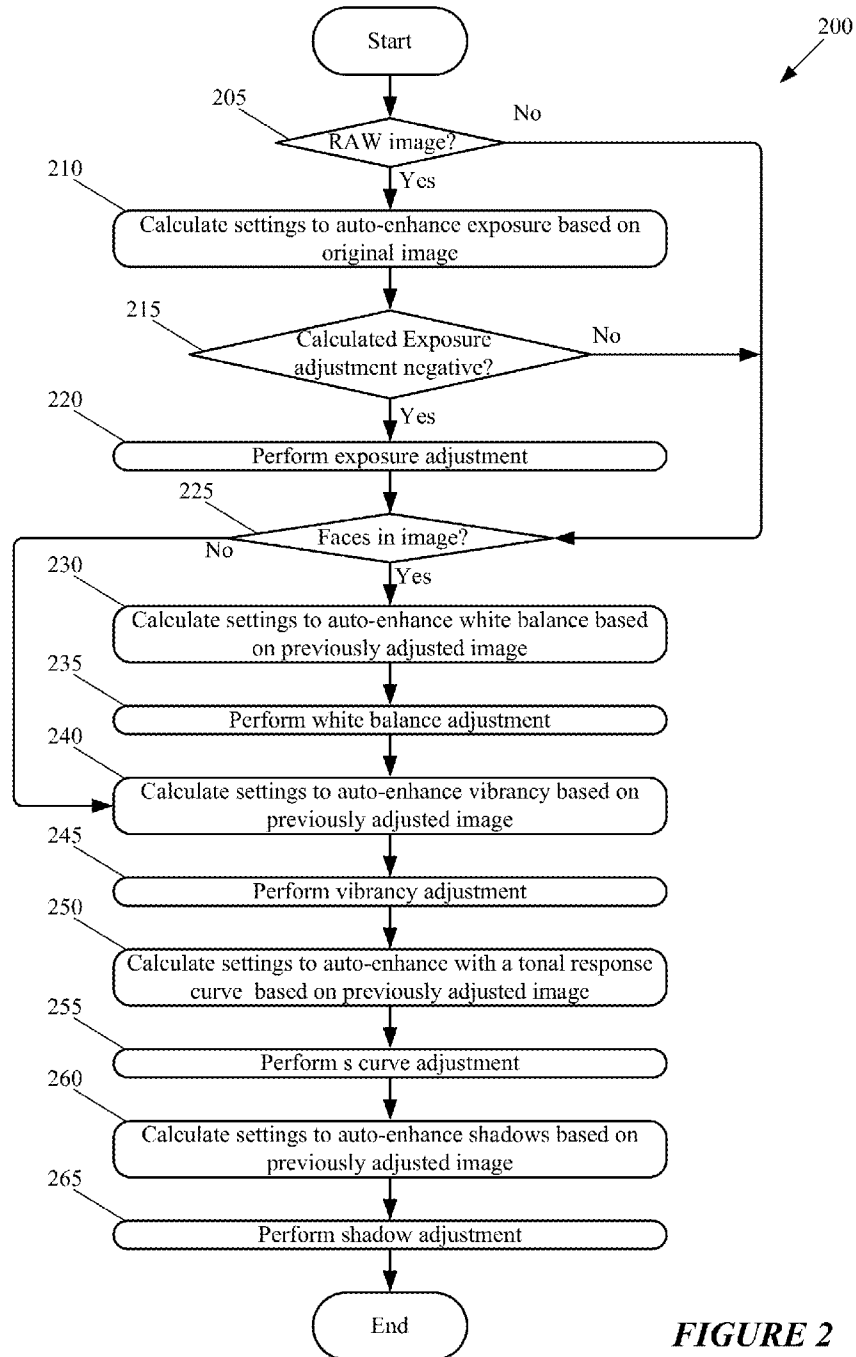 Start
200
205
No
RAW image?
Yes
210
Calculate settings to auto-enhance exposure based on
original image
215
No
Calculated Exposure
adjustment negative?
Yes
220
Perform exposure adjustment
225
Faces in image?
No
Yes
230
Calculate settings to auto-enhance white balance based
on previously adjusted image
235
Perform white balance adjustment
240
Calculate settings to auto-enhance vibrancy based on
previously adjusted image
245
Perform vibrancy adjustment
250
Calculate settings to auto-enhance with a tonal response
curve based on previously adjusted image
255
Perform s curve adjustment
260
Calculate settings to auto-enhance shadows based on
previously adjusted image
265
Perform shadow adjustment
End
FIGURE 2